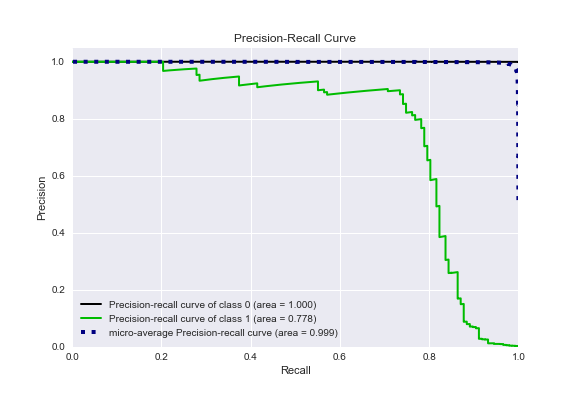 Precision-Recall Curve
1.0
0.8
0.6
0.4
0.2
0.0
Precision
Precision-recall curve of class 0 (area = 1.000)
Precision-recall curve of class 1 (area = 0.778)
micro-average Precision-recall curve (area = 0.999)
0.0 0.2 0.4 0.6 0.8 1.0
Recall